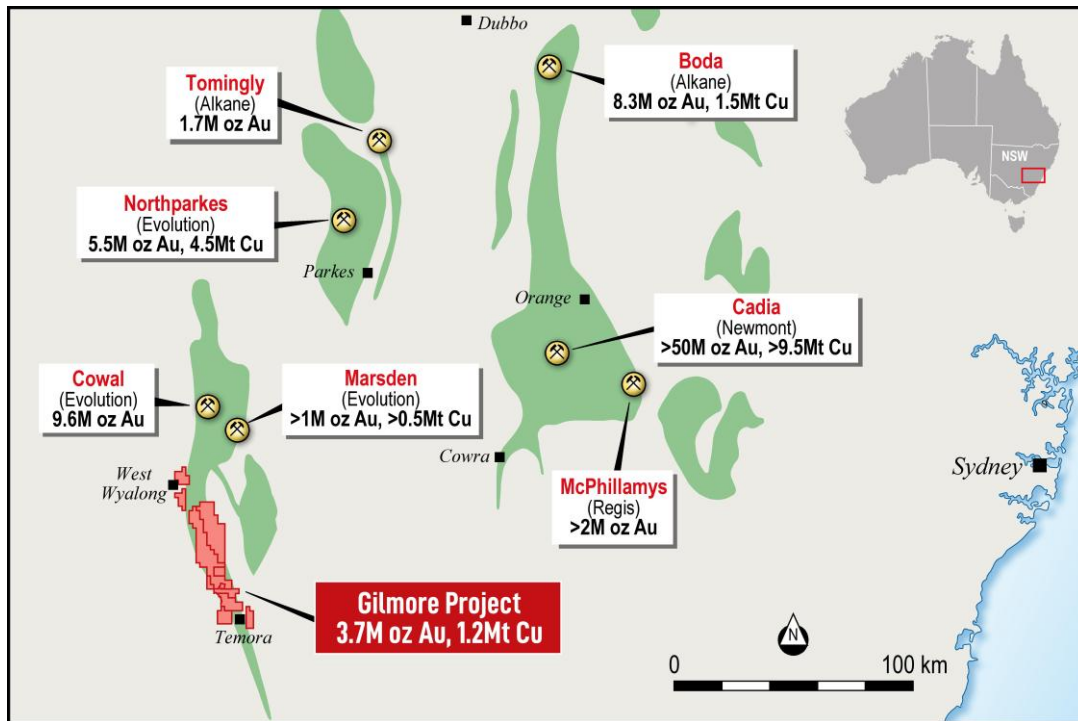 Dubbo
Tomingly
(Alkane)
1.7M oz Au
Boda
(Alkane)
8.3M oz Au, 1.5Mt Cu
NSW
Northparkes
(Evolution)
5.5M oz Au, 4.5Mt Cu
Parkes
Orange
Cadia
(Newmont)
>50M oz Au, >9.5Mt Cu
Cowal
(Evolution)
9.6M oz Au
Marsden
(Evolution)
>1M oz Au, >0.5Mt Cu
Cowra
McPhillamys
(Regis)
>2M oz Au
West
Wyalong
Sydney
Gilmore Project
3.7M oz Au, 1.2Mt Cu
Temora
N
0
100 km